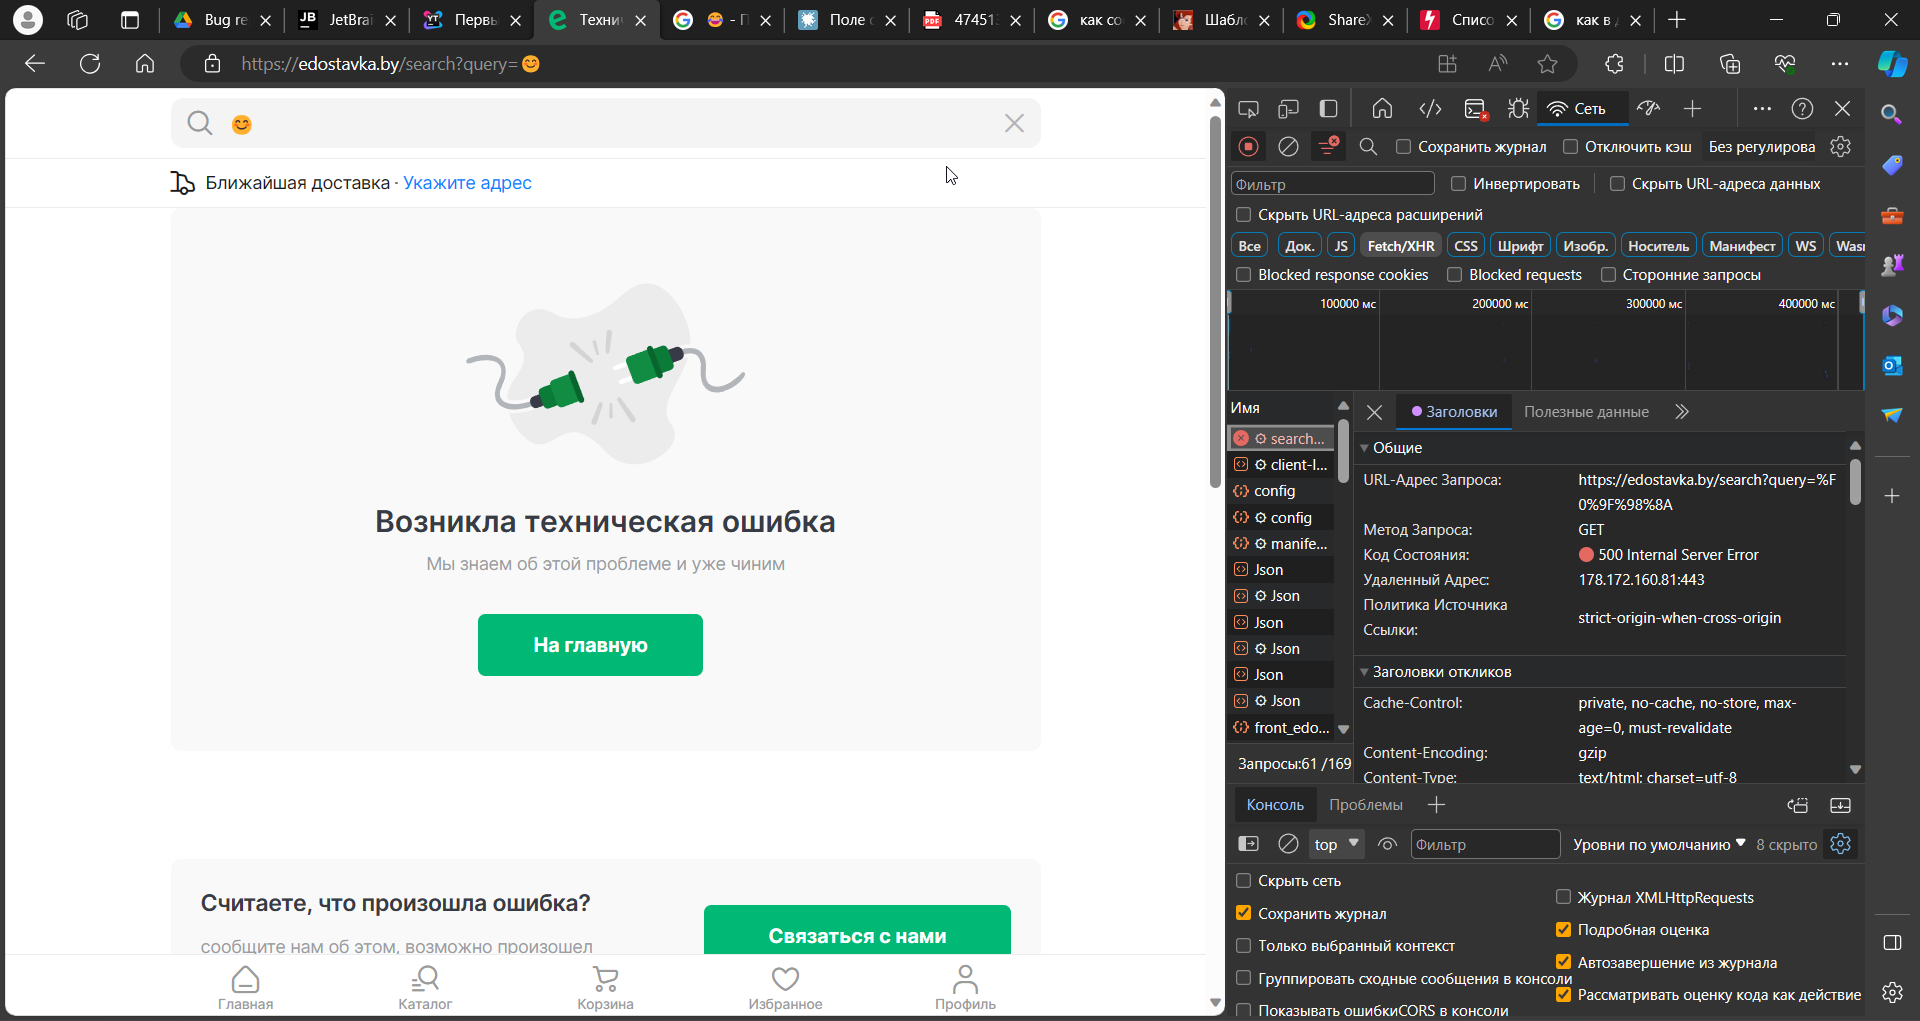 Bug re
JetBrai
Первы
Техни
😊 - П
Поле
47451
как со
Шабл
ShareX
Списо
как в
https://edostavka.by/search?query=😊
😊
Ближайшая доставка · Укажите адрес
Возникла техническая ошибка
Мы знаем об этой проблеме и уже чиним
На главную
Считаете, что произошла ошибка?
сообщите нам об этом, возможно произошел
Связаться с нами
Главная
Каталог
Корзина
Избранное
Профиль
Сеть
Сохранить журнал
Отключить кэш
Без регулирова
Фильтр
Инвертировать
Скрыть URL-адреса данных
Скрыть URL-адреса расширений
Все
Док.
JS
Fetch/XHR
CSS
Шрифт
Изобр.
Носитель
Манифест
WS
Wasm
Blocked response cookies
Blocked requests
Сторонние запросы
100000 мс
200000 мс
300000 мс
400000 мс
Имя
search...
client-l...
config
config
manife...
Json
Json
Json
Json
Json
Json
front_edo...
Запросы:61 /169
Заголовки
Полезные данные
Общие
URL-Адрес Запроса: https://edostavka.by/search?query=%F
0%9F%98%8A
Метод Запроса: GET
Код Состояния: 500 Internal Server Error
Удаленный Адрес: 178.172.160.81:443
Политика Источника
Ссылки: strict-origin-when-cross-origin
Заголовки откликов
Cache-Control: private, no-cache, no-store, max-
age=0, must-revalidate
Content-Encoding: gzip
Content-Type: text/html; charset=utf-8
Консоль
Проблемы
top
Фильтр
Уровни по умолчанию
8 скрыто
Скрыть сеть
Сохранить журнал
Только выбранный контекст
Группировать сходные сообщения в консоли
Показывать ошибкиCORS в консоли
Журнал XMLHttpRequests
Подробная оценка
Автозавершение из журнала
Рассматривать оценку кода как действие